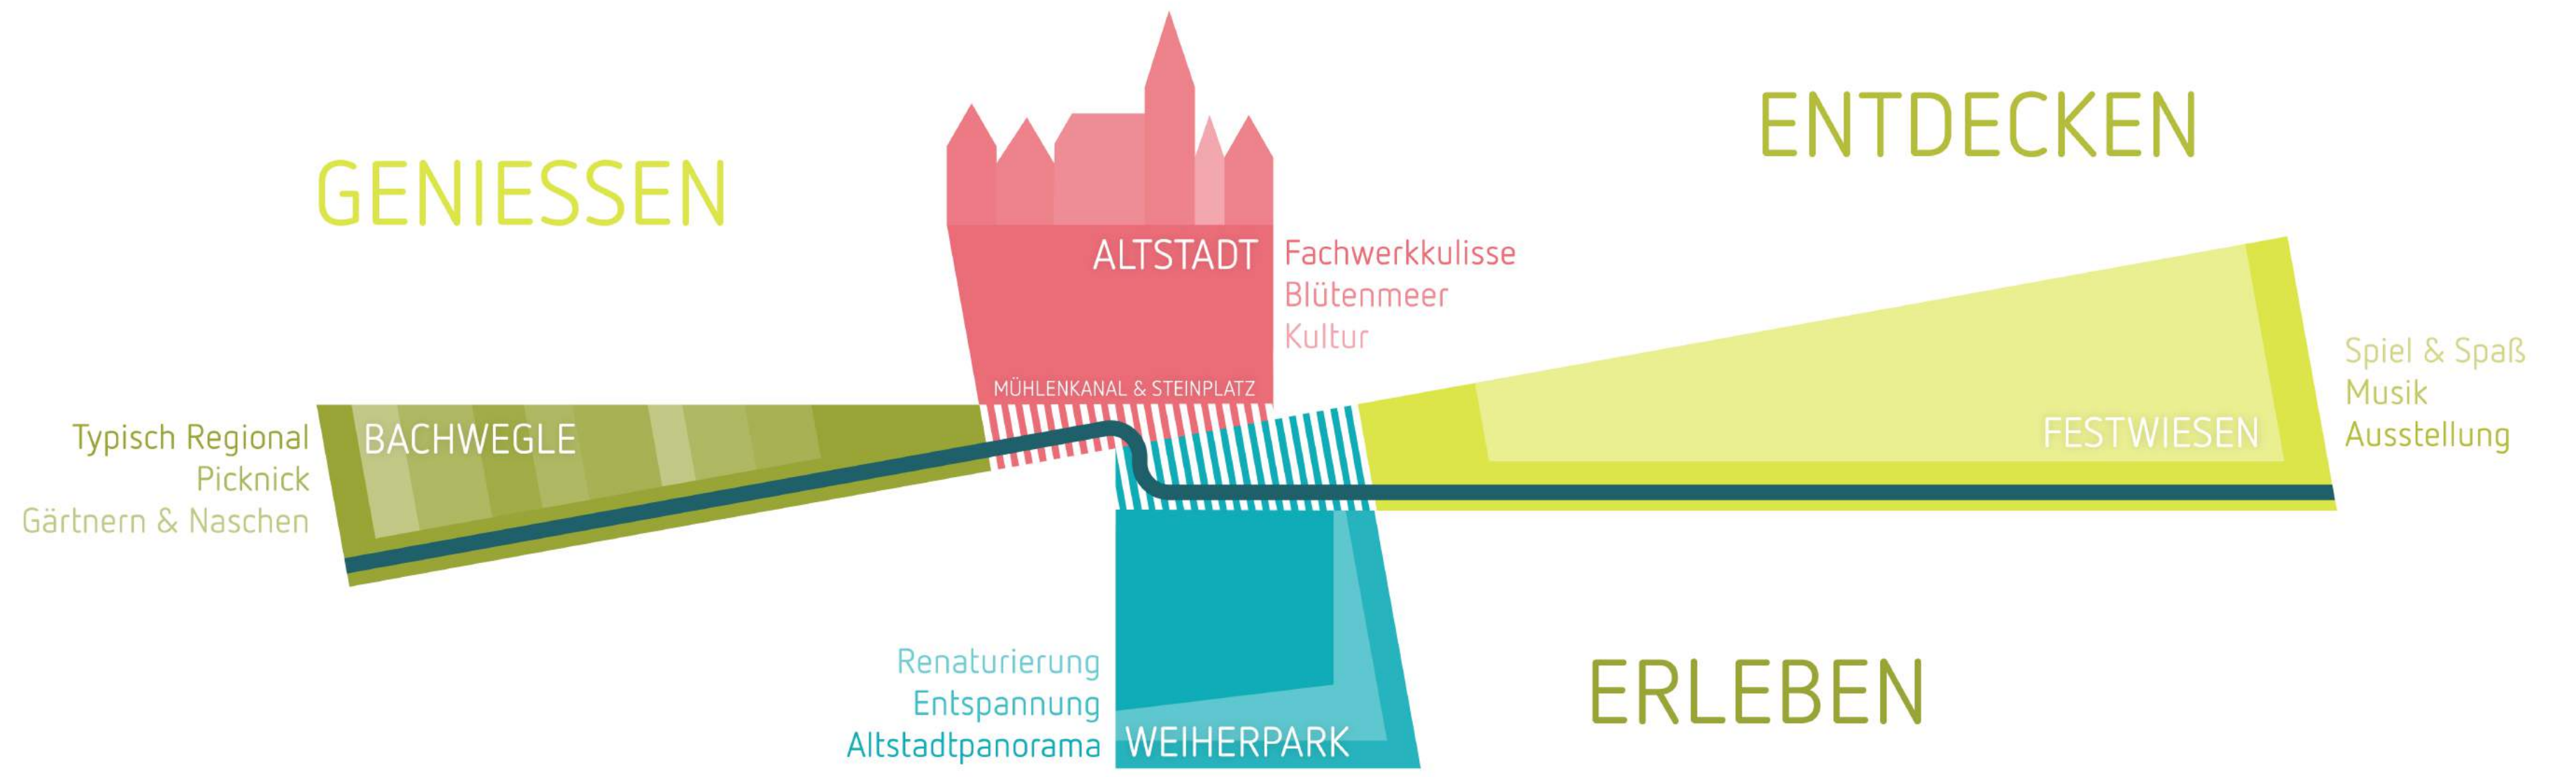 GENIESSEN
ENTDECKEN
ALTSTADT
Fachwerkkulisse
Blütenmeer
Kultur
MÜHLENKANAL & STEINPLATZ
Typisch Regional
Picknick
Gärtnern & Naschen
BACHWEGLE
FESTWIESEN
Spiel & Spaß
Musik
Ausstellung
Renaturierung
Entspannung
Altstadtpanorama
WEIHERPARK
ERLEBEN